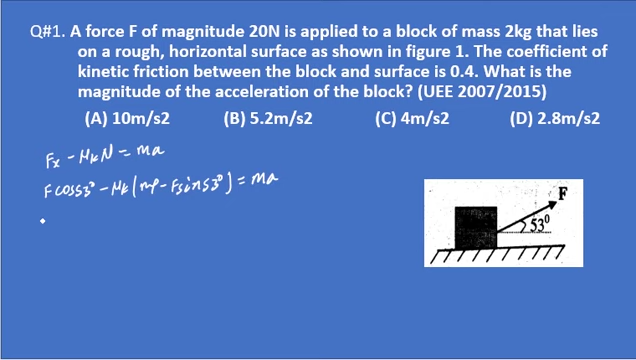 Q#1. A force F of magnitude 20N is applied to a block of mass 2kg that lies
on a rough, horizontal surface as shown in figure 1. The coefficient of
kinetic friction between the block and surface is 0.4. What is the
magnitude of the acceleration of the block? (UEE 2007/2015)
(A) 10m/s2 (B) 5.2m/s2 (C) 4m/s2 (D) 2.8m/s2
Fx - μkN = ma
Fcos53° - μk(mg - Fsin53°) = ma
F
53⁰